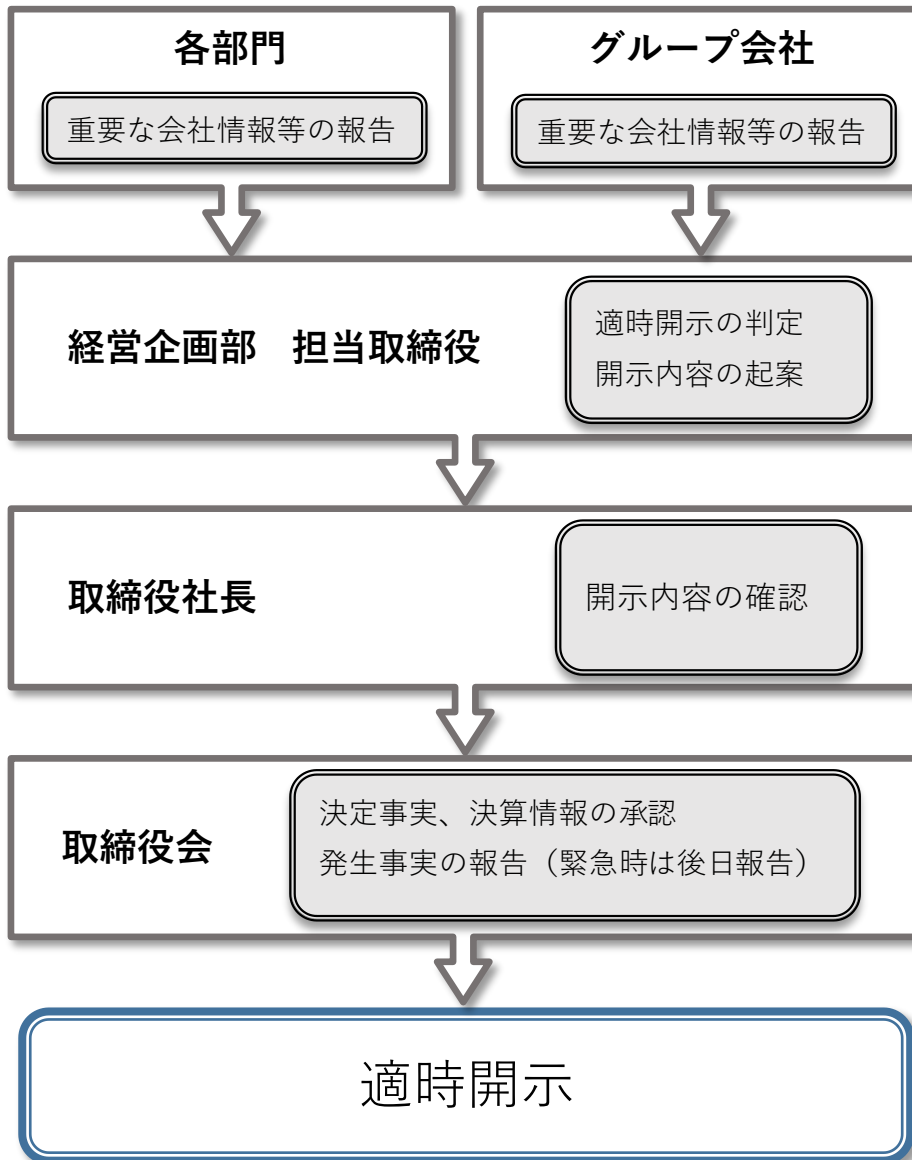 各部門
重要な会社情報等の報告
グループ会社
重要な会社情報等の報告
経営企画部　担当取締役
適時開示の判定
開示内容の起案
取締役社長
開示内容の確認
取締役会
決定事実、決算情報の承認
発生事実の報告（緊急時は後日報告）
適時開示